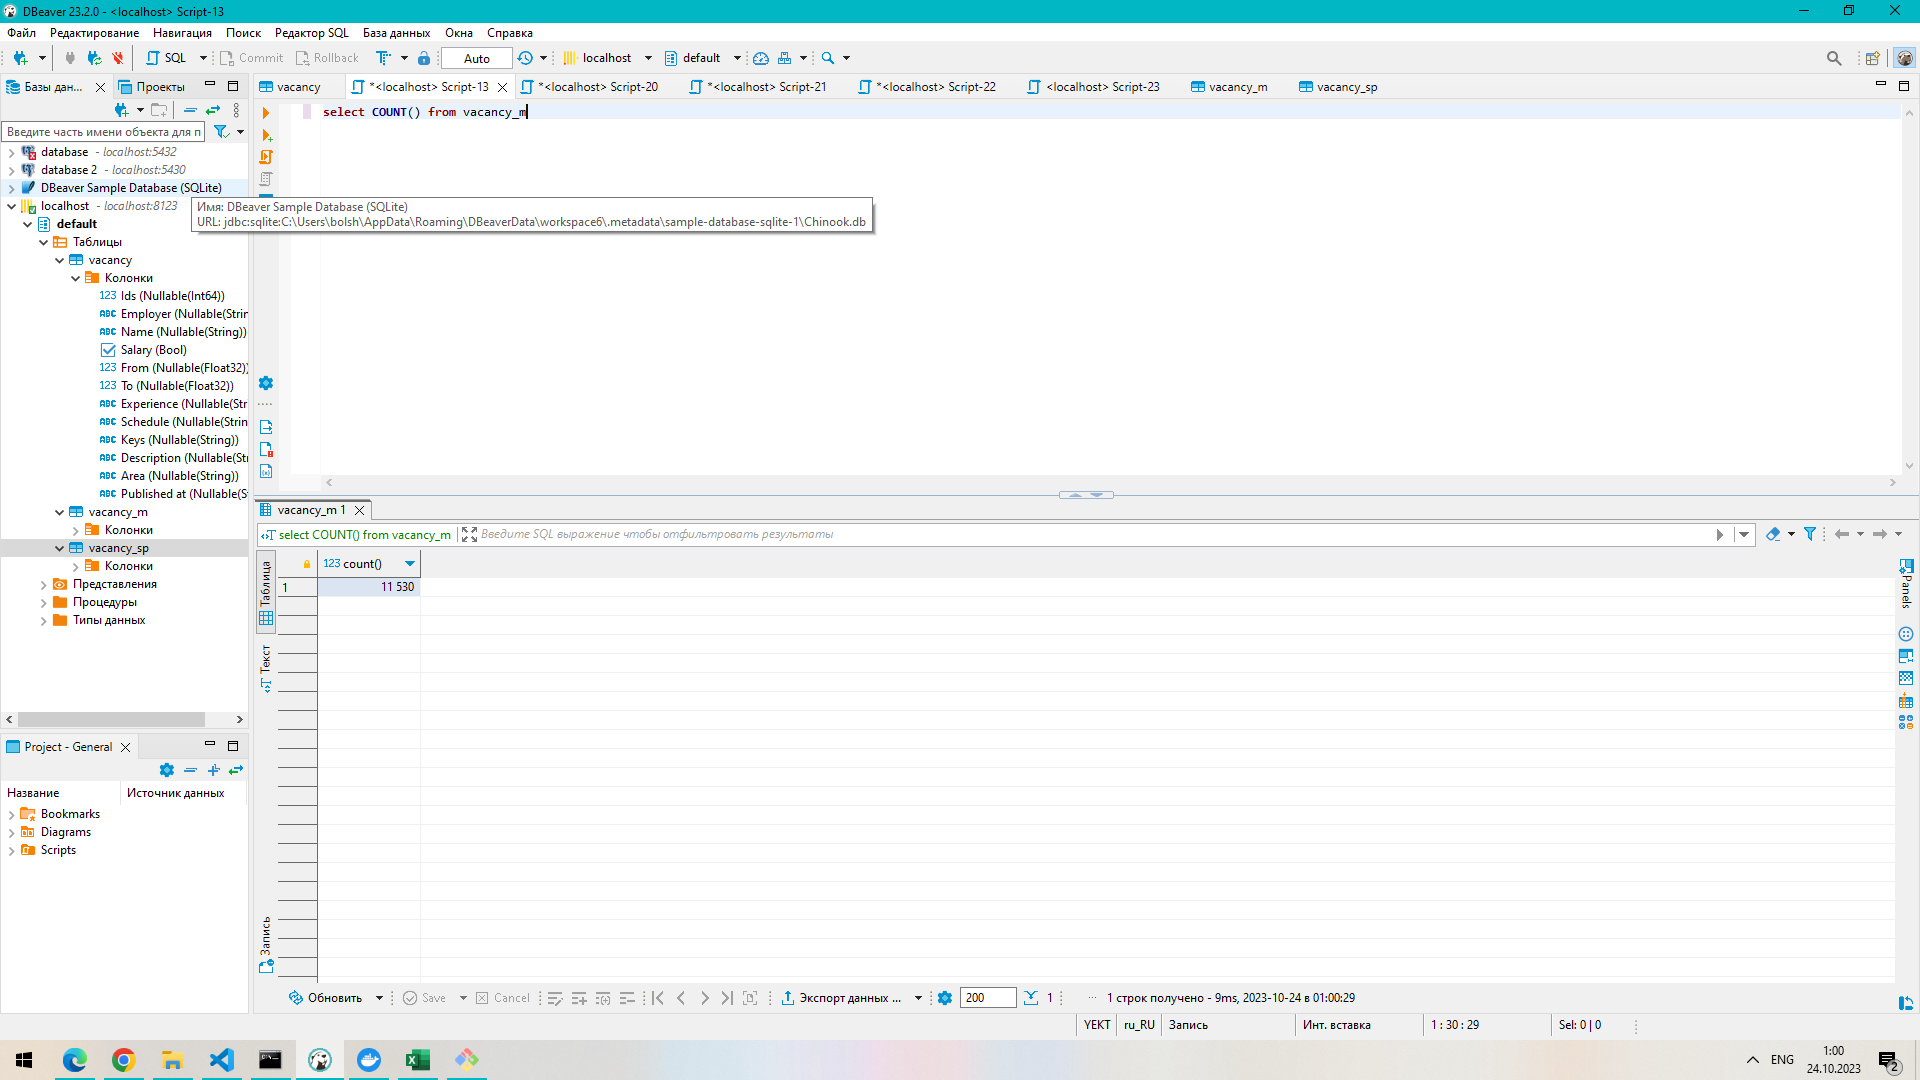 DBeaver 23.2.0 - <localhost> Script-13
Файл Редактирование Навигация Поиск Редактор SQL База данных Окна Справка
SQL Commit Rollback Auto localhost default
Базы дан... Проекты
vacancy *<localhost> Script-13 *<localhost> Script-20 *<localhost> Script-21 *<localhost> Script-22 <localhost> Script-23 vacancy_m vacancy_sp
select COUNT() from vacancy_m
Введите часть имени объекта для п
database - localhost:5432
database 2 - localhost:5430
DBeaver Sample Database (SQLite)
localhost - localhost:8123
Имя: DBeaver Sample Database (SQLite)
URL: jdbc:sqlite:C:\Users\bolsh\AppData\Roaming\DBeaverData\workspace6\.metadata\sample-database-sqlite-1\Chinook.db
default
Таблицы
vacancy
Колонки
123 Ids (Nullable(Int64))
ABC Employer (Nullable(Strin
ABC Name (Nullable(String))
Salary (Bool)
123 From (Nullable(Float32))
123 To (Nullable(Float32))
ABC Experience (Nullable(Str
ABC Schedule (Nullable(Strin
ABC Keys (Nullable(String))
ABC Description (Nullable(St
ABC Area (Nullable(String))
ABC Published at (Nullable(S
vacancy_m
Колонки
vacancy_sp
Колонки
Представления
Процедуры
Типы данных
vacancy_m 1
select COUNT() from vacancy_m Введите SQL выражение чтобы отфильтровать результаты
Таблица
Текст
Запись
123 count()
1 11 530
Panels
Project - General
Название Источник данных
Bookmarks
Diagrams
Scripts
Обновить Save Cancel Экспорт данных ... 200 1 ... 1 строк получено - 9ms, 2023-10-24 в 01:00:29
YEKT ru_RU Запись Инт. вставка 1 : 30 : 29 Sel: 0 | 0
ENG 1:00
24.10.2023
2